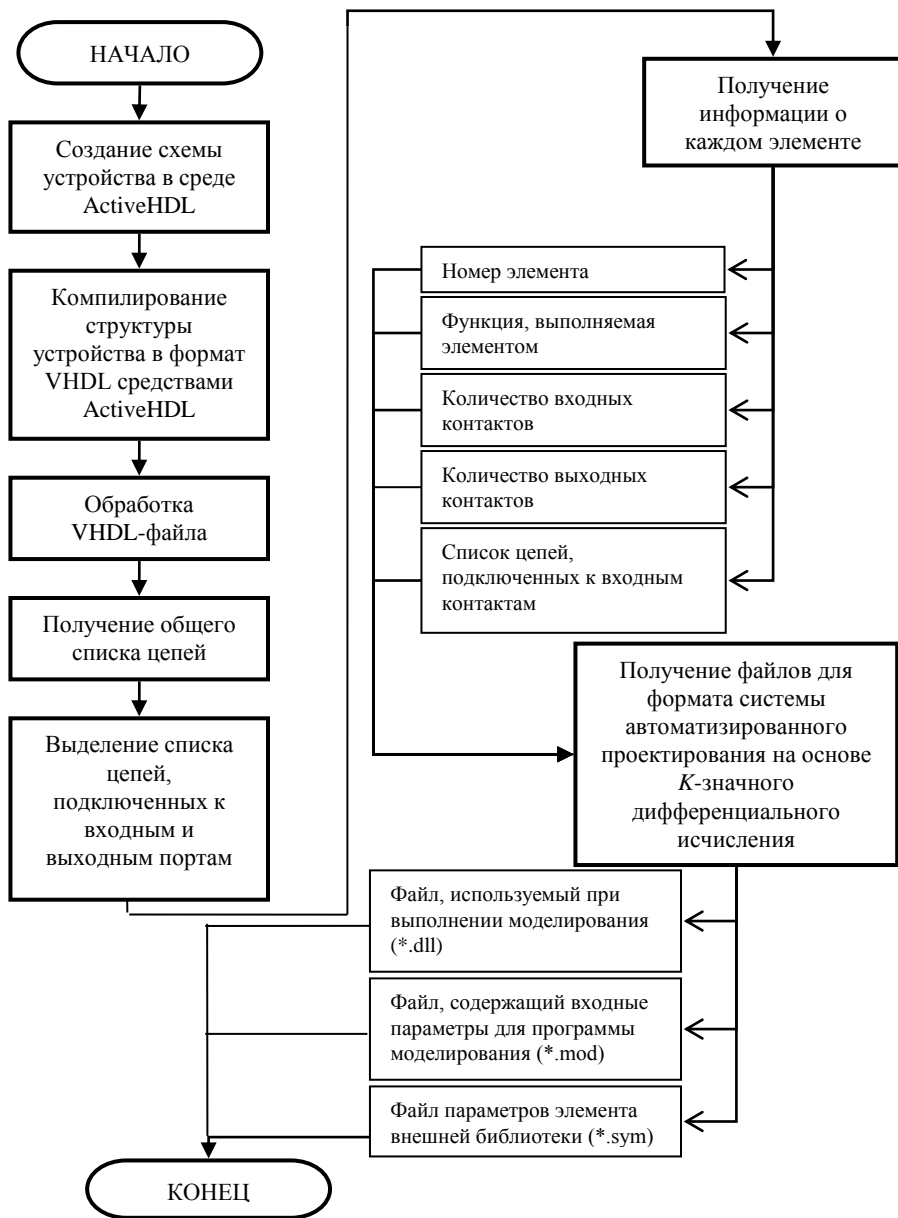 НАЧАЛО
Создание схемы
устройства в среде
ActiveHDL
Компилирование
структуры
устройства в формат
VHDL средствами
ActiveHDL
Обработка
VHDL-файла
Получение общего
списка цепей
Выделение списка
цепей,
подключенных к
входным и
выходным портам
Получение
информации о
каждом элементе
Номер элемента
Функция, выполняемая
элементом
Количество входных
контактов
Количество выходных
контактов
Список цепей,
подключенных к входным
контактам
Получение файлов для
формата системы
автоматизированного
проектирования на основе
K-значного
дифференциального
исчисления
Файл, используемый при
выполнении моделирования
(*.dll)
Файл, содержащий входные
параметры для программы
моделирования (*.mod)
Файл параметров элемента
внешней библиотеки (*.sym)
КОНЕЦ